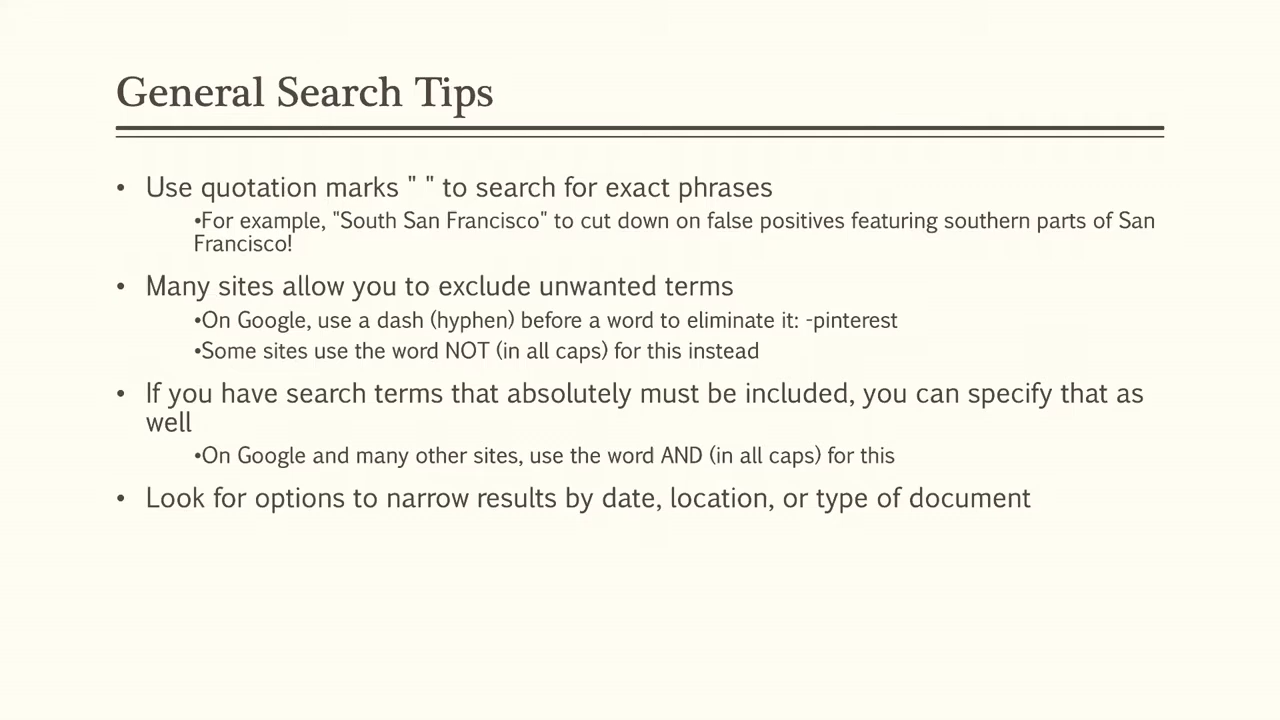 General Search Tips
• Use quotation marks " " to search for exact phrases
•For example, "South San Francisco" to cut down on false positives featuring southern parts of San
Francisco!
• Many sites allow you to exclude unwanted terms
•On Google, use a dash (hyphen) before a word to eliminate it: -pinterest
•Some sites use the word NOT (in all caps) for this instead
• If you have search terms that absolutely must be included, you can specify that as
well
•On Google and many other sites, use the word AND (in all caps) for this
• Look for options to narrow results by date, location, or type of document